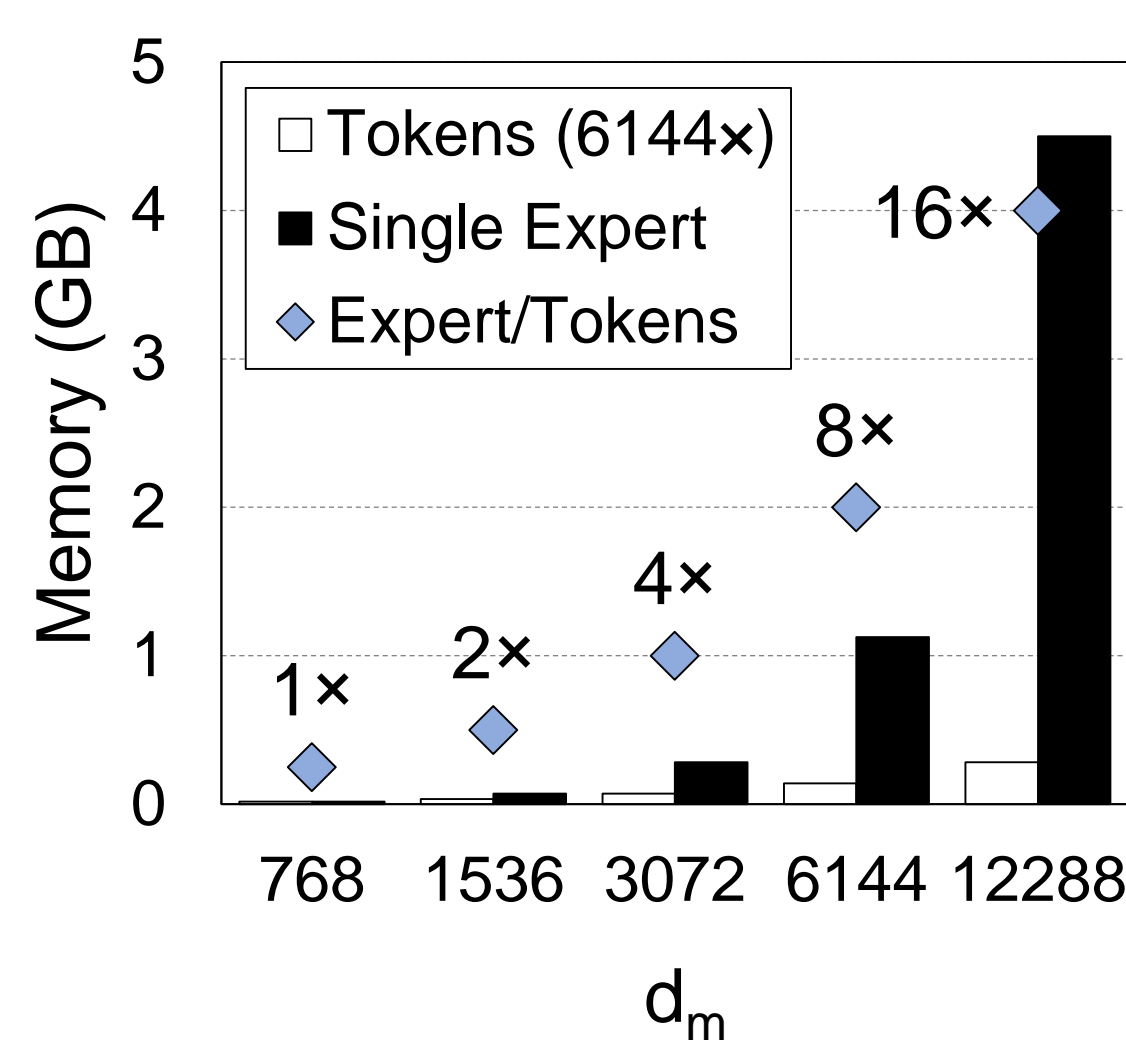 Memory (GB)
5
4
3
2
1
0
Tokens (6144×)
Single Expert
Expert/Tokens
1×
2×
4×
8×
16×
768 1536 3072 6144 12288
dₘ